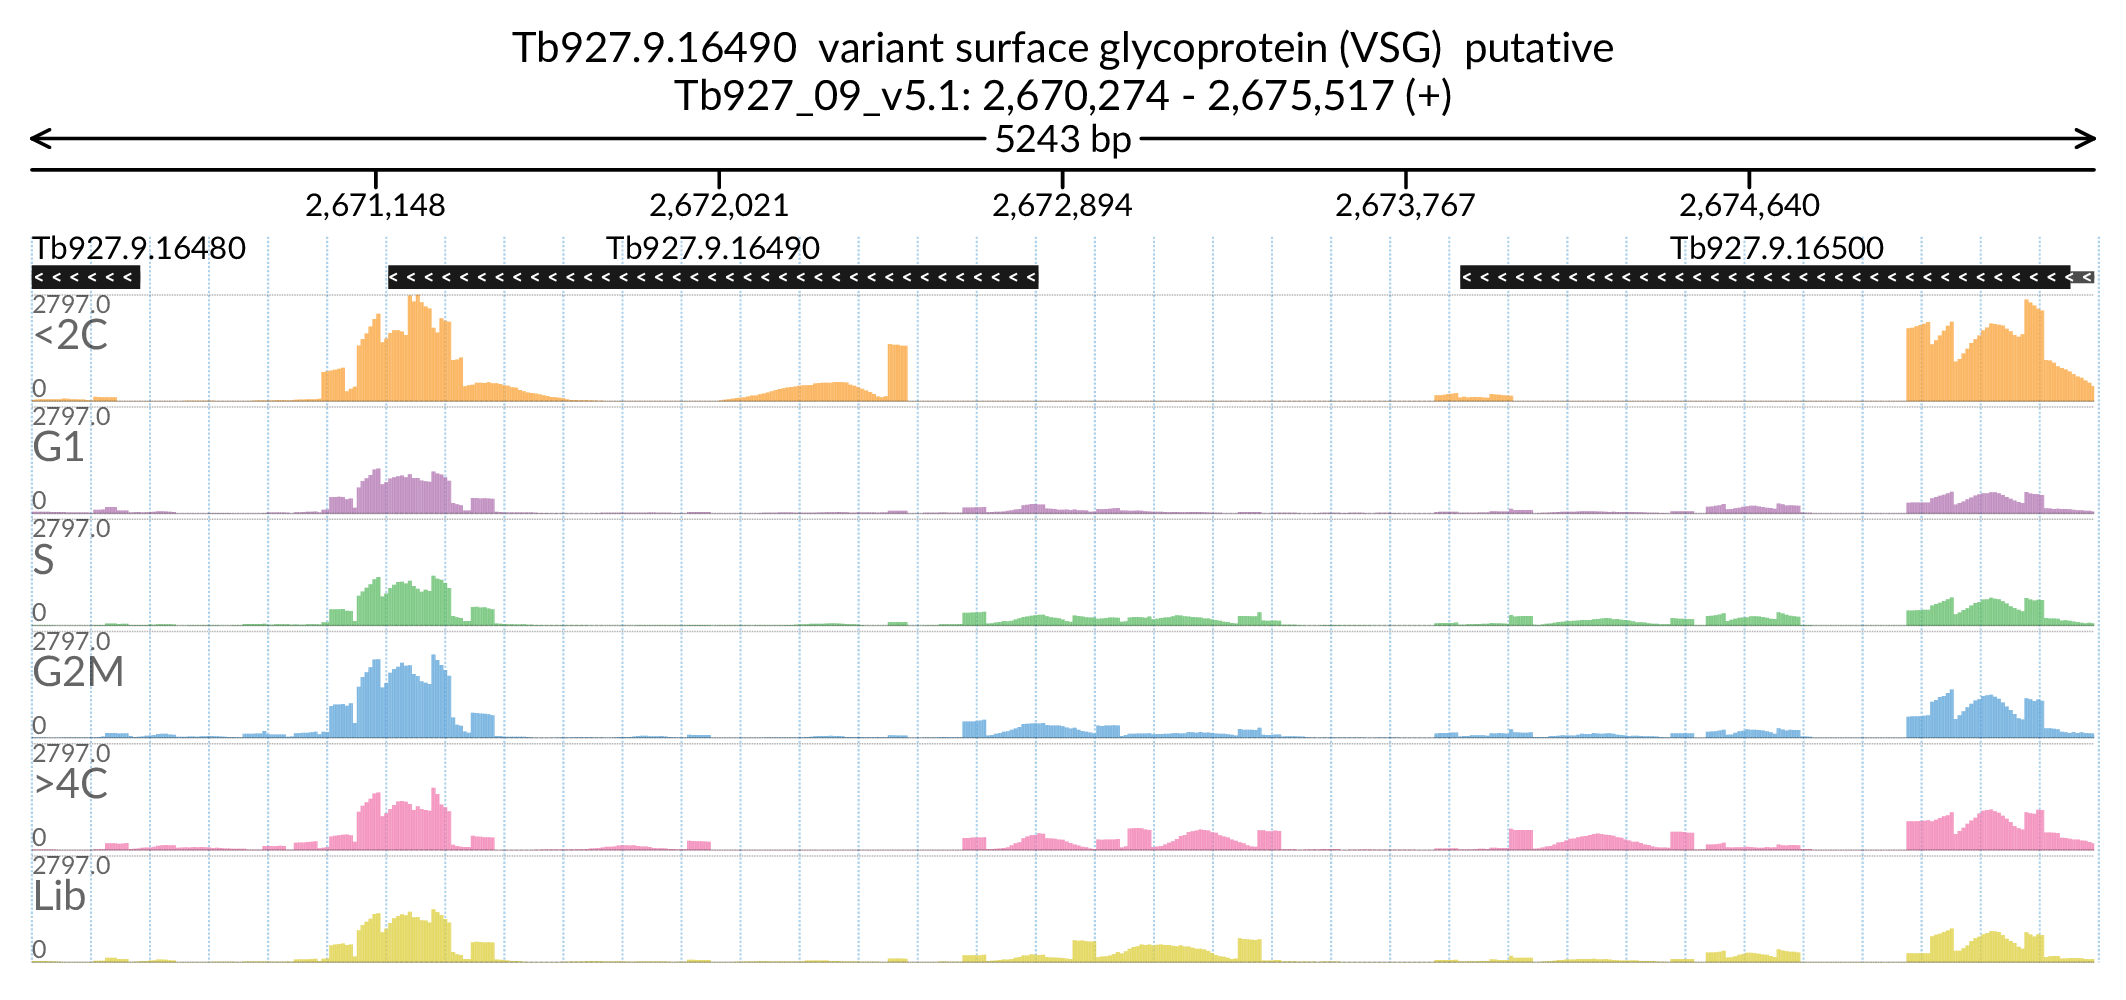 Tb927.9.16490 variant surface glycoprotein (VSG) putative
Tb927_09_v5.1: 2,670,274 - 2,675,517 (+)
5243 bp
2,671,148 2,672,021 2,672,894 2,673,767 2,674,640
Tb927.9.16480 Tb927.9.16490 Tb927.9.16500
2797.0
<2C
0
2797.0
G1
0
2797.0
S
0
2797.0
G2M
0
2797.0
>4C
0
2797.0
Lib
0